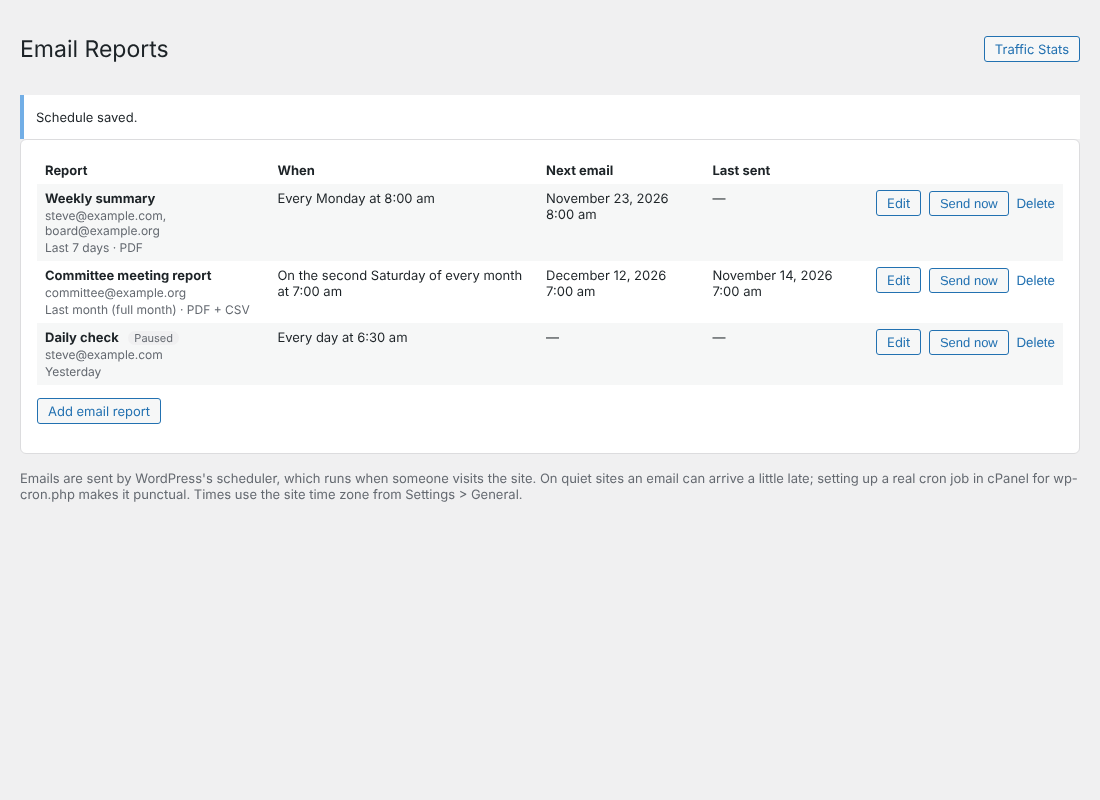 Email Reports
Traffic Stats
Schedule saved.
Report When Next email Last sent
Weekly summary
steve@example.com,
board@example.org
Last 7 days · PDF
Every Monday at 8:00 am
November 23, 2026
8:00 am
—
Edit Send now Delete
Committee meeting report
committee@example.org
Last month (full month) · PDF + CSV
On the second Saturday of every month
at 7:00 am
December 12, 2026
7:00 am
November 14, 2026
7:00 am
Edit Send now Delete
Daily check Paused
steve@example.com
Yesterday
Every day at 6:30 am
—
—
Edit Send now Delete
Add email report
Emails are sent by WordPress's scheduler, which runs when someone visits the site. On quiet sites an email can arrive a little late; setting up a real cron job in cPanel for wp-
cron.php makes it punctual. Times use the site time zone from Settings > General.